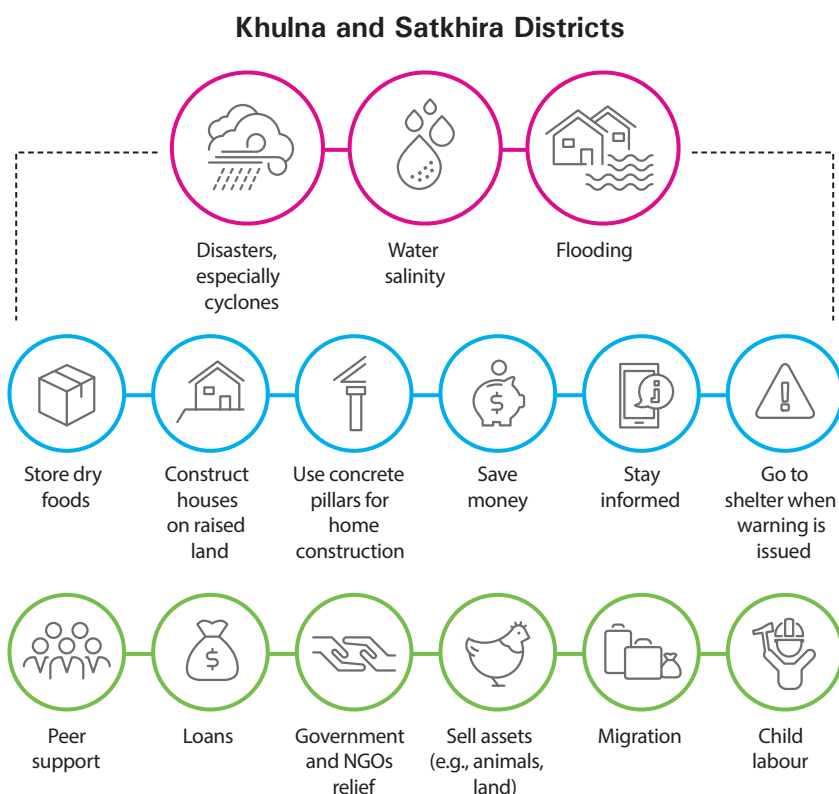 Khulna and Satkhira Districts
Disasters,
especially
cyclones
Water
salinity
Flooding
Store dry
foods
Construct
houses
on raised
land
Use concrete
pillars for
home
construction
$
Save
money
i
Stay
informed
!
Go to
shelter when
warning is
issued
Peer
support
$
Loans
Government
and NGOs
relief
Sell assets
(e.g., animals,
land)
Migration
Child
labour